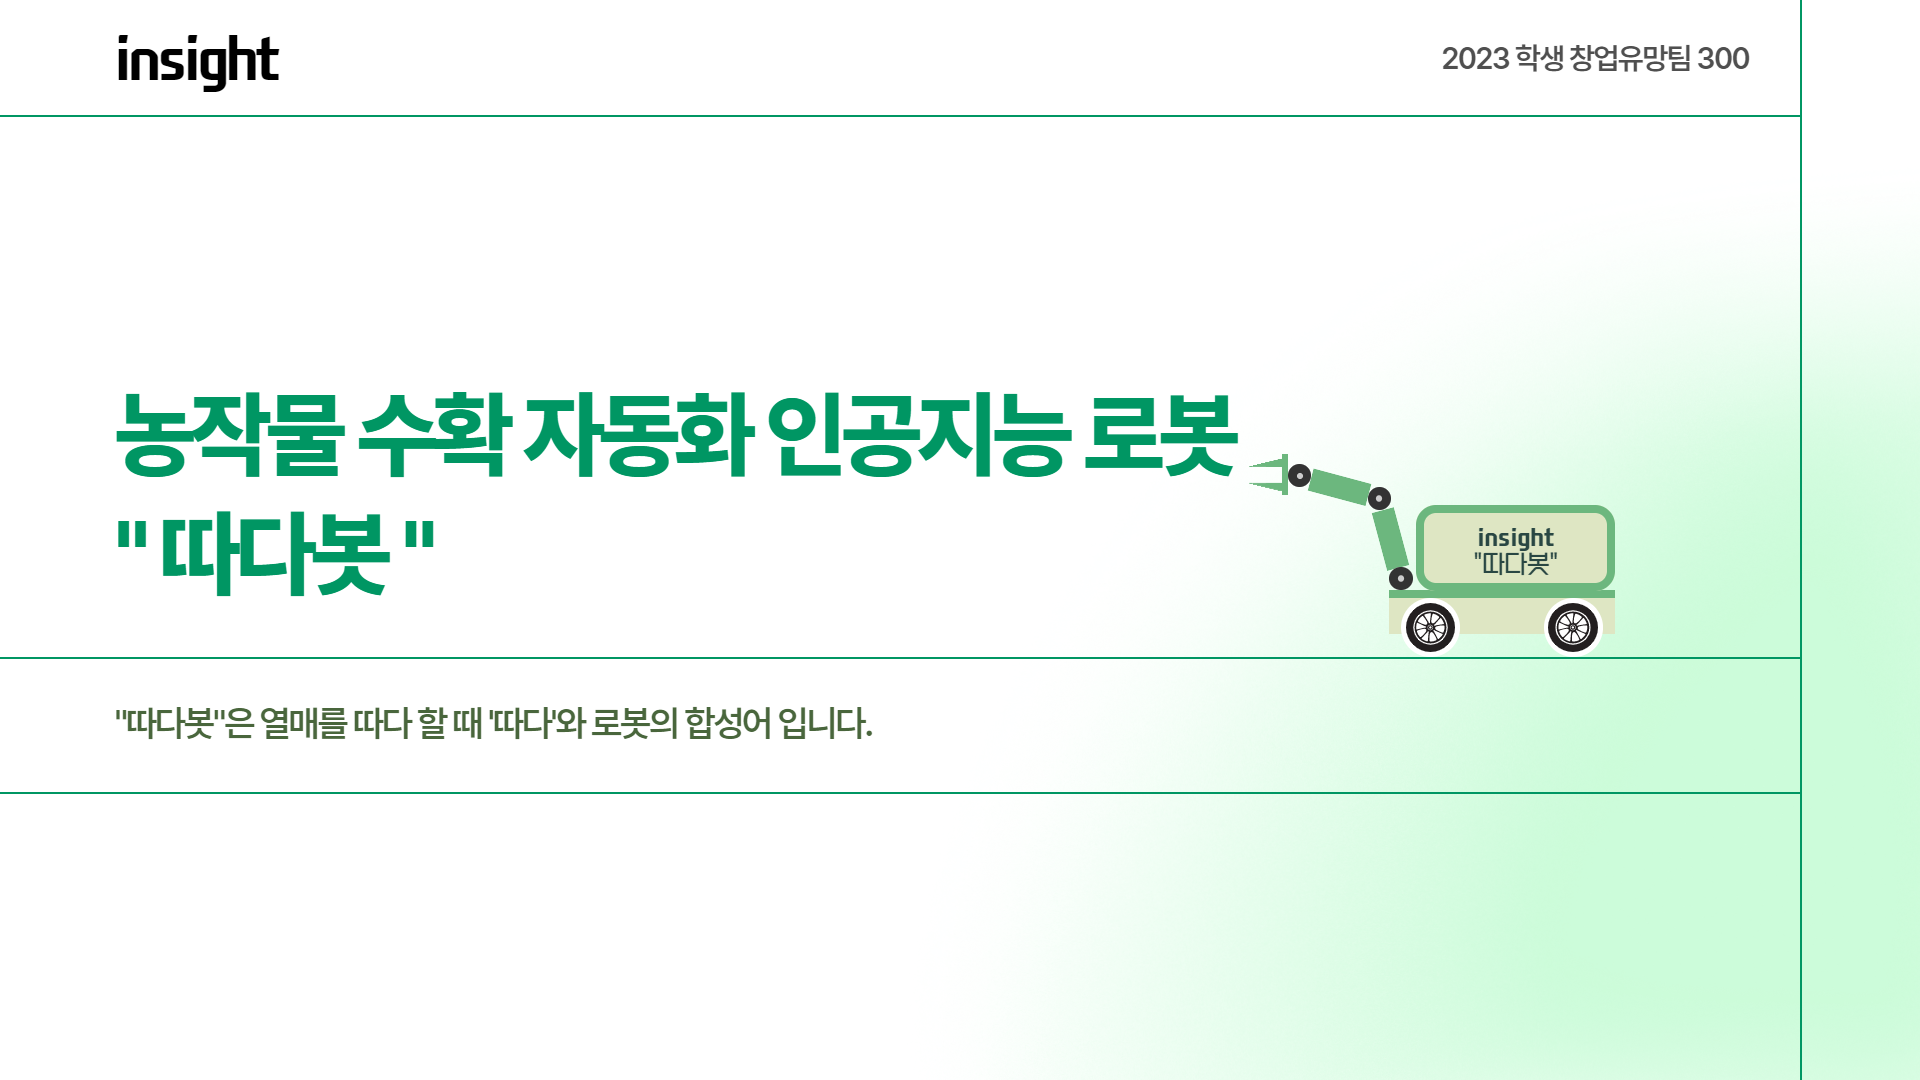 insight
2023 학생 창업유망팀 300
농작물 수확 자동화 인공지능 로봇
" 따다봇 "
insight
"따다봇"
"따다봇"은 열매를 따다 할 때 '따다'와 로봇의 합성어 입니다.